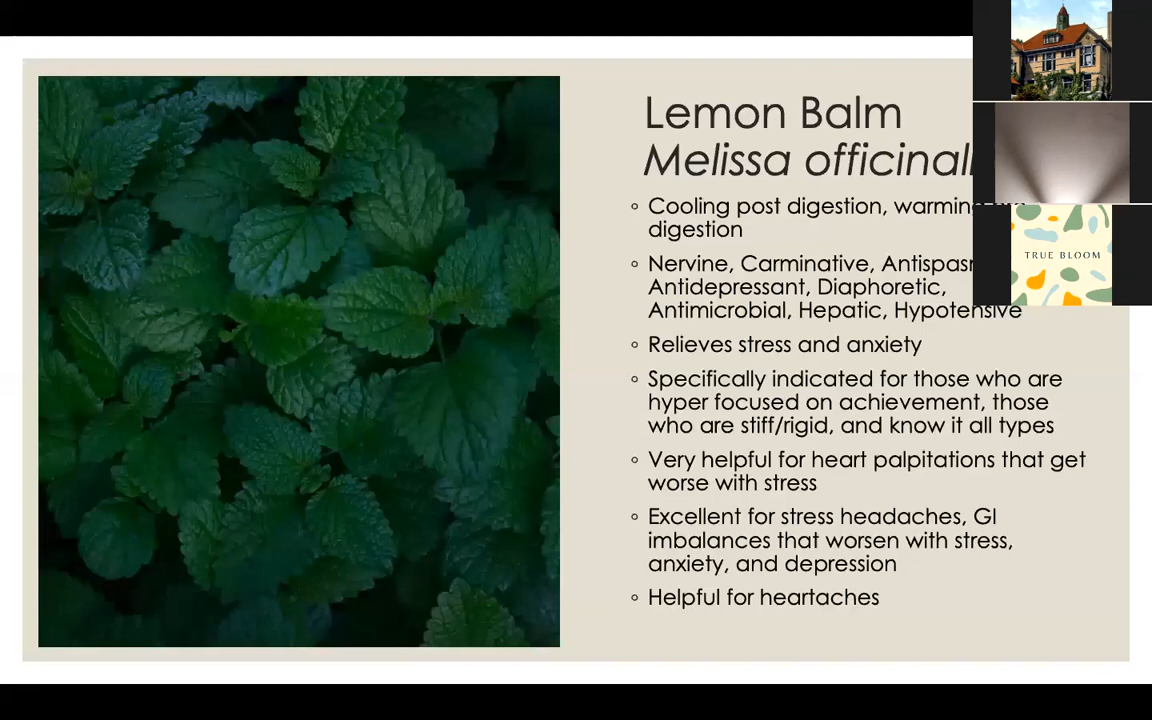 Lemon Balm
Melissa officinal
◦ Cooling post digestion, warming
digestion
◦ Nervine, Carminative,
Antidepressant, Diaphoretic,
Antimicrobial, Hepatic, Hypotensive
◦ Relieves stress and anxiety
◦ Specifically indicated for those who are
hyper focused on achievement, those
who are stiff/rigid, and know it all types
◦ Very helpful for heart palpitations that get
worse with stress
◦ Excellent for stress headaches, GI
imbalances that worsen with stress,
anxiety, and depression
◦ Helpful for heartaches
TRUE BLOOM